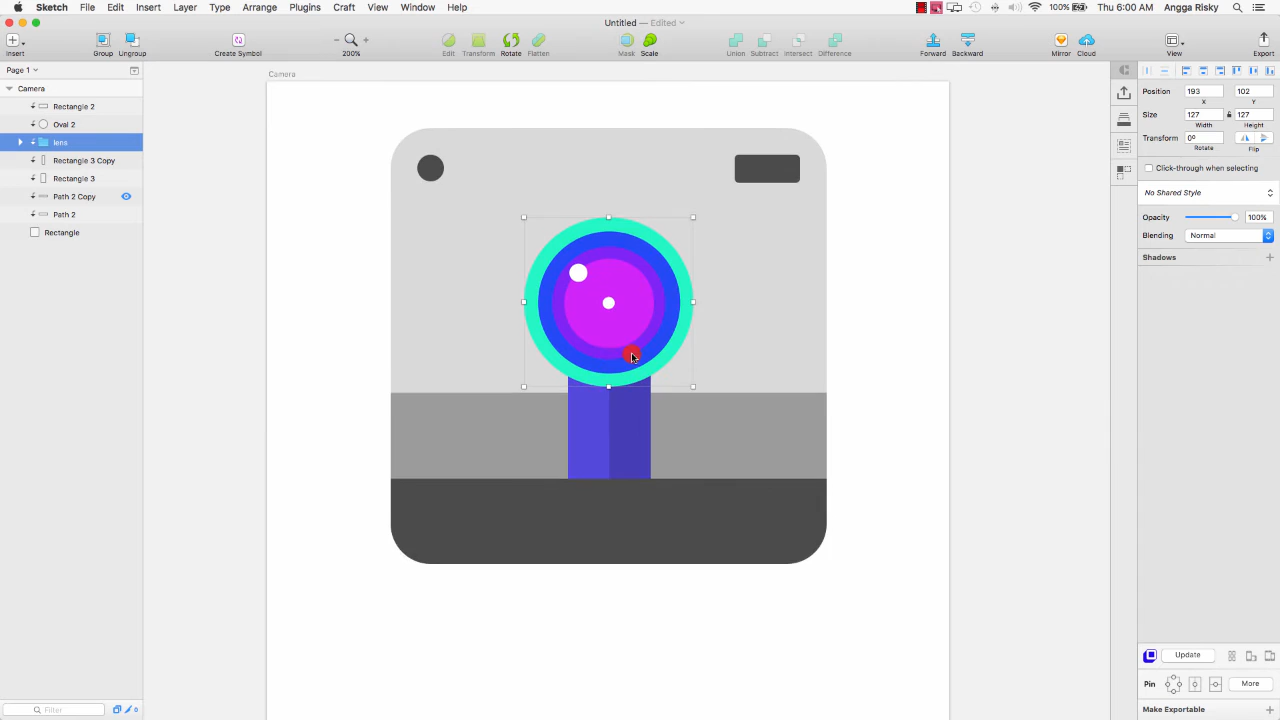 Sketch File Edit Insert Layer Type Arrange Plugins Craft View Window Help 100% Thu 6:00 AM Angga Risky
Untitled — Edited
Insert Group Ungroup Create Symbol 200% Edit Transform Rotate Flatten Mask Scale Union Subtract Intersect Difference Forward Backward Mirror Cloud View Export
Page 1
Camera
Rectangle 2
Oval 2
lens
Rectangle 3 Copy
Rectangle 3
Path 2 Copy
Path 2
Rectangle
Filter 0
Camera
Position 193 102
X Y
Size 127 127
Width Height
Transform 0º
Rotate Flip
Click-through when selecting
No Shared Style
Opacity 100%
Blending Normal
Shadows
Update
Pin More
Make Exportable